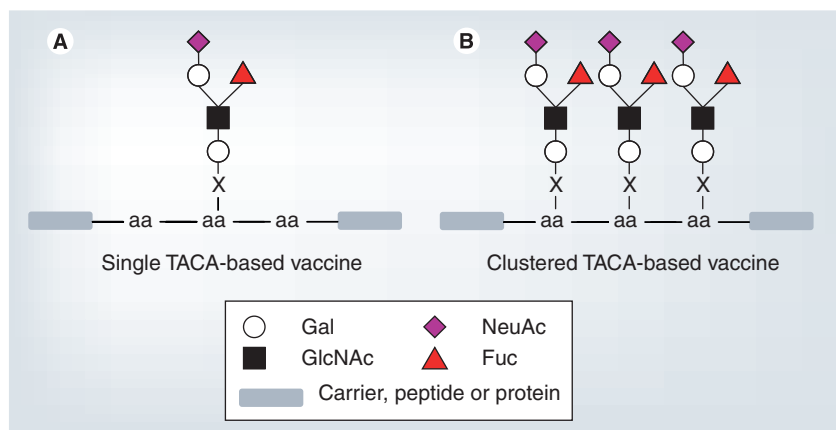 A
B
X
X X X
aa aa aa
aa aa aa
Single TACA-based vaccine
Clustered TACA-based vaccine
Gal
NeuAc
GlcNAc
Fuc
Carrier, peptide or protein